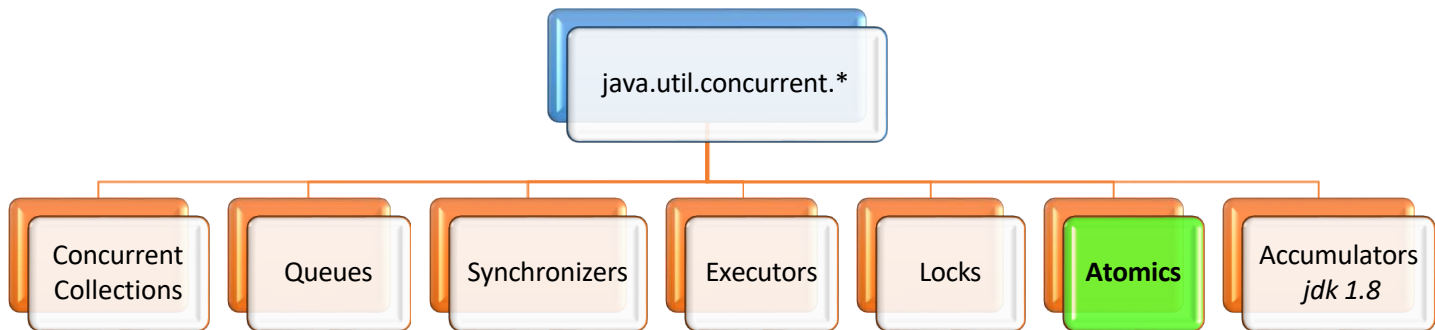 java.util.concurrent.*
Concurrent
Collections
Queues
Synchronizers
Executors
Locks
Atomics
Accumulators
jdk 1.8